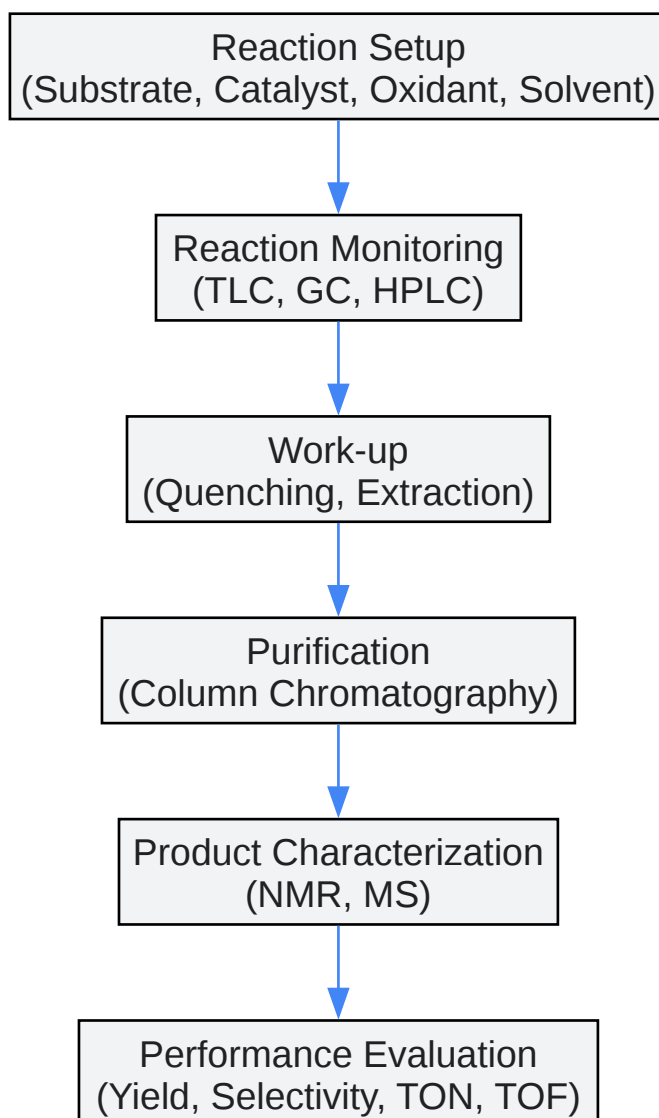 Reaction Setup
(Substrate, Catalyst, Oxidant, Solvent)
Reaction Monitoring
(TLC, GC, HPLC)
Work-up
(Quenching, Extraction)
Purification
(Column Chromatography)
Product Characterization
(NMR, MS)
Performance Evaluation
(Yield, Selectivity, TON, TOF)